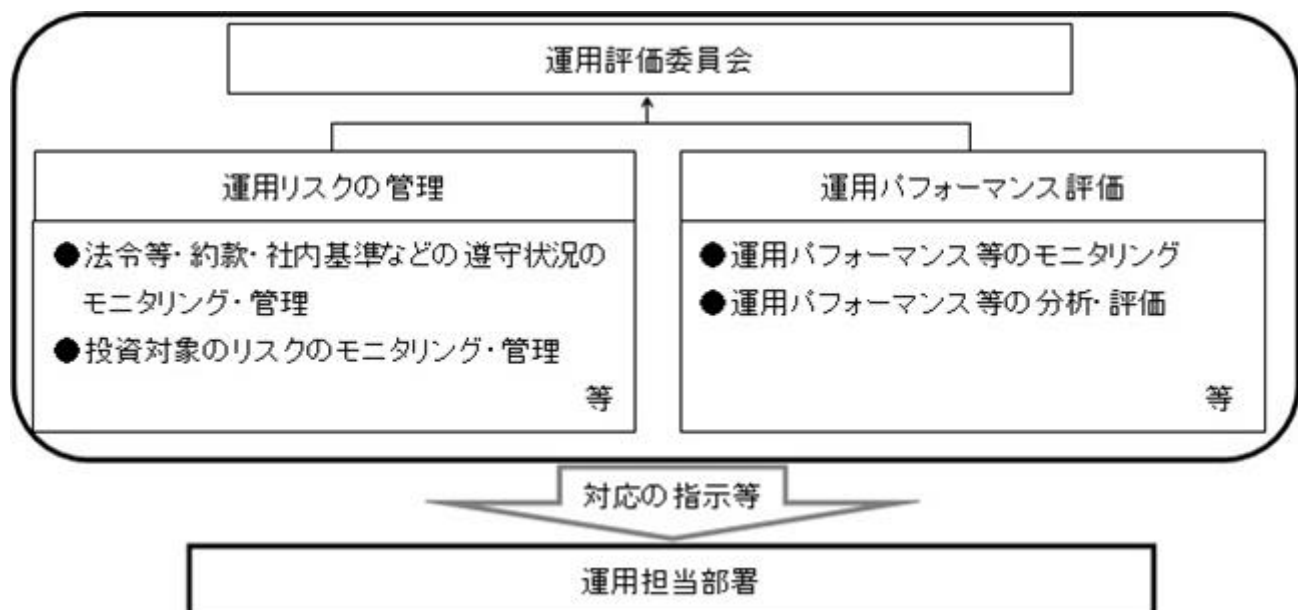 運用評価委員会
運用リスクの管理
●法令等・約款・社内基準などの遵守状況の
モニタリング・管理
●投資対象のリスクのモニタリング・管理
等
運用パフォーマンス評価
●運用パフォーマンス等のモニタリング
●運用パフォーマンス等の分析・評価
等
対応の指示等
運用担当部署